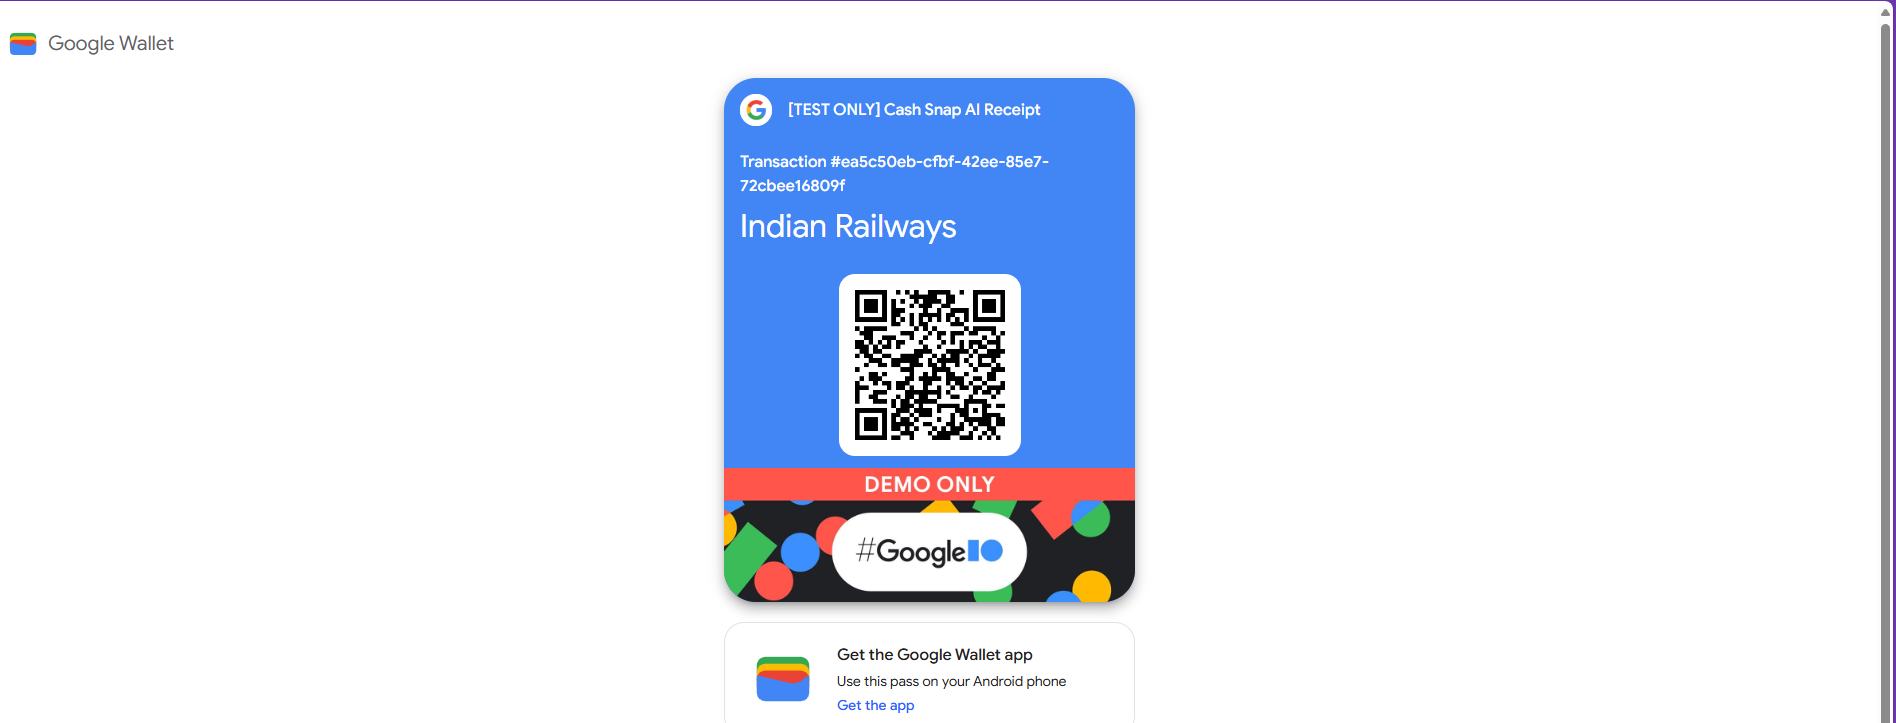 Google Wallet
[TEST ONLY] Cash Snap AI Receipt
Transaction #ea5c50eb-cfbf-42ee-85e7-
72cbee16809f
Indian Railways
DEMO ONLY
#GoogleIO
Get the Google Wallet app
Use this pass on your Android phone
Get the app